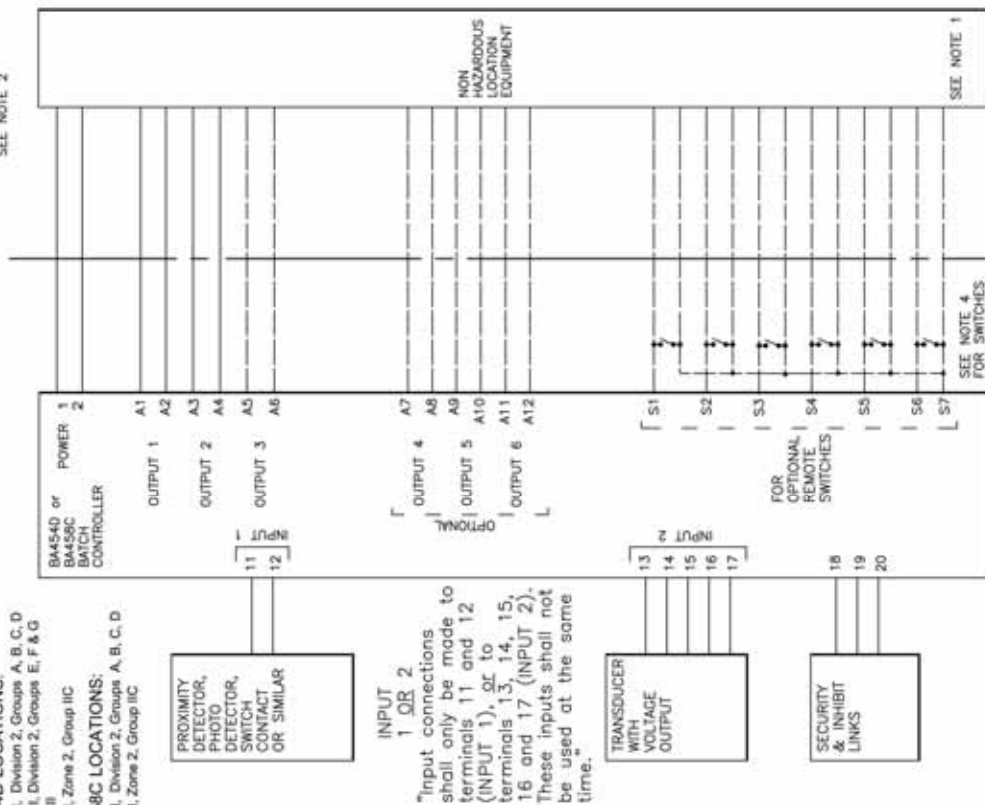 SEE NOTE 2
4D LOCATIONS:
I, Division 2, Groups A, B, C, D
II, Division 2, Groups E, F & G
III
I, Zone 2, Group IIC
58C LOCATIONS:
I, Division 2, Groups A, B, C, D
I, Zone 2, Group IIC
BA454D or
BA458C
BATCH
CONTROLLER
POWER
1
2
OUTPUT 1
A1
A2
OUTPUT 2
A3
A4
OUTPUT 3
A5
A6
OPTIONAL
OUTPUT 4
A7
A8
OUTPUT 5
A9
A10
OUTPUT 6
A11
A12
NON
HAZARDOUS
LOCATION
EQUIPMENT
PROXIMITY
DETECTOR,
PHOTO
DETECTOR,
SWITCH
CONTACT
OR SIMILAR
11
12
INPUT 1
INPUT
1 OR 2
"Input connections
shall only be made to
terminals 11 and 12
(INPUT 1), or to
terminals 13, 14, 15,
16 and 17 (INPUT 2).
These inputs shall not
be used at the same
time."
TRANSDUCER
WITH
VOLTAGE
OUTPUT
13
14
15
16
17
INPUT 2
SECURITY
& INHIBIT
LINKS
18
19
20
FOR
OPTIONAL
REMOTE
SWITCHES
S1
S2
S3
S4
S5
S6
S7
SEE NOTE 4
FOR SWITCHES
SEE NOTE 1